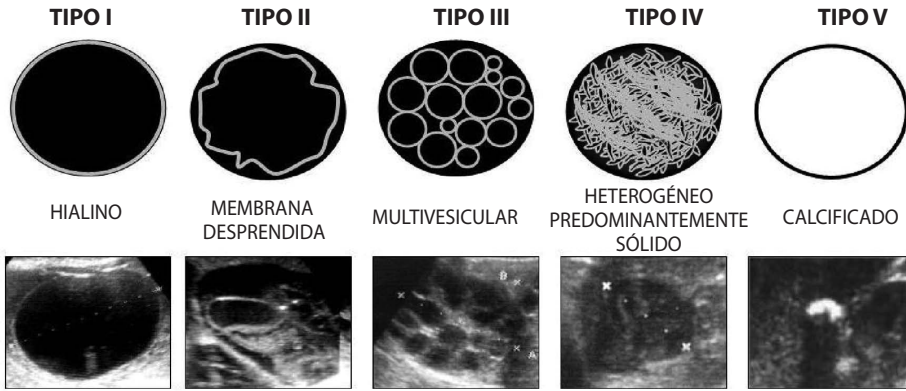 TIPO I
TIPO II
TIPO III
TIPO IV
TIPO V
HIALINO
MEMBRANA
DESPRENDIDA
MULTIVESICULAR
HETEROGÉNEO
PREDOMINANTEMENTE
SÓLIDO
CALCIFICADO